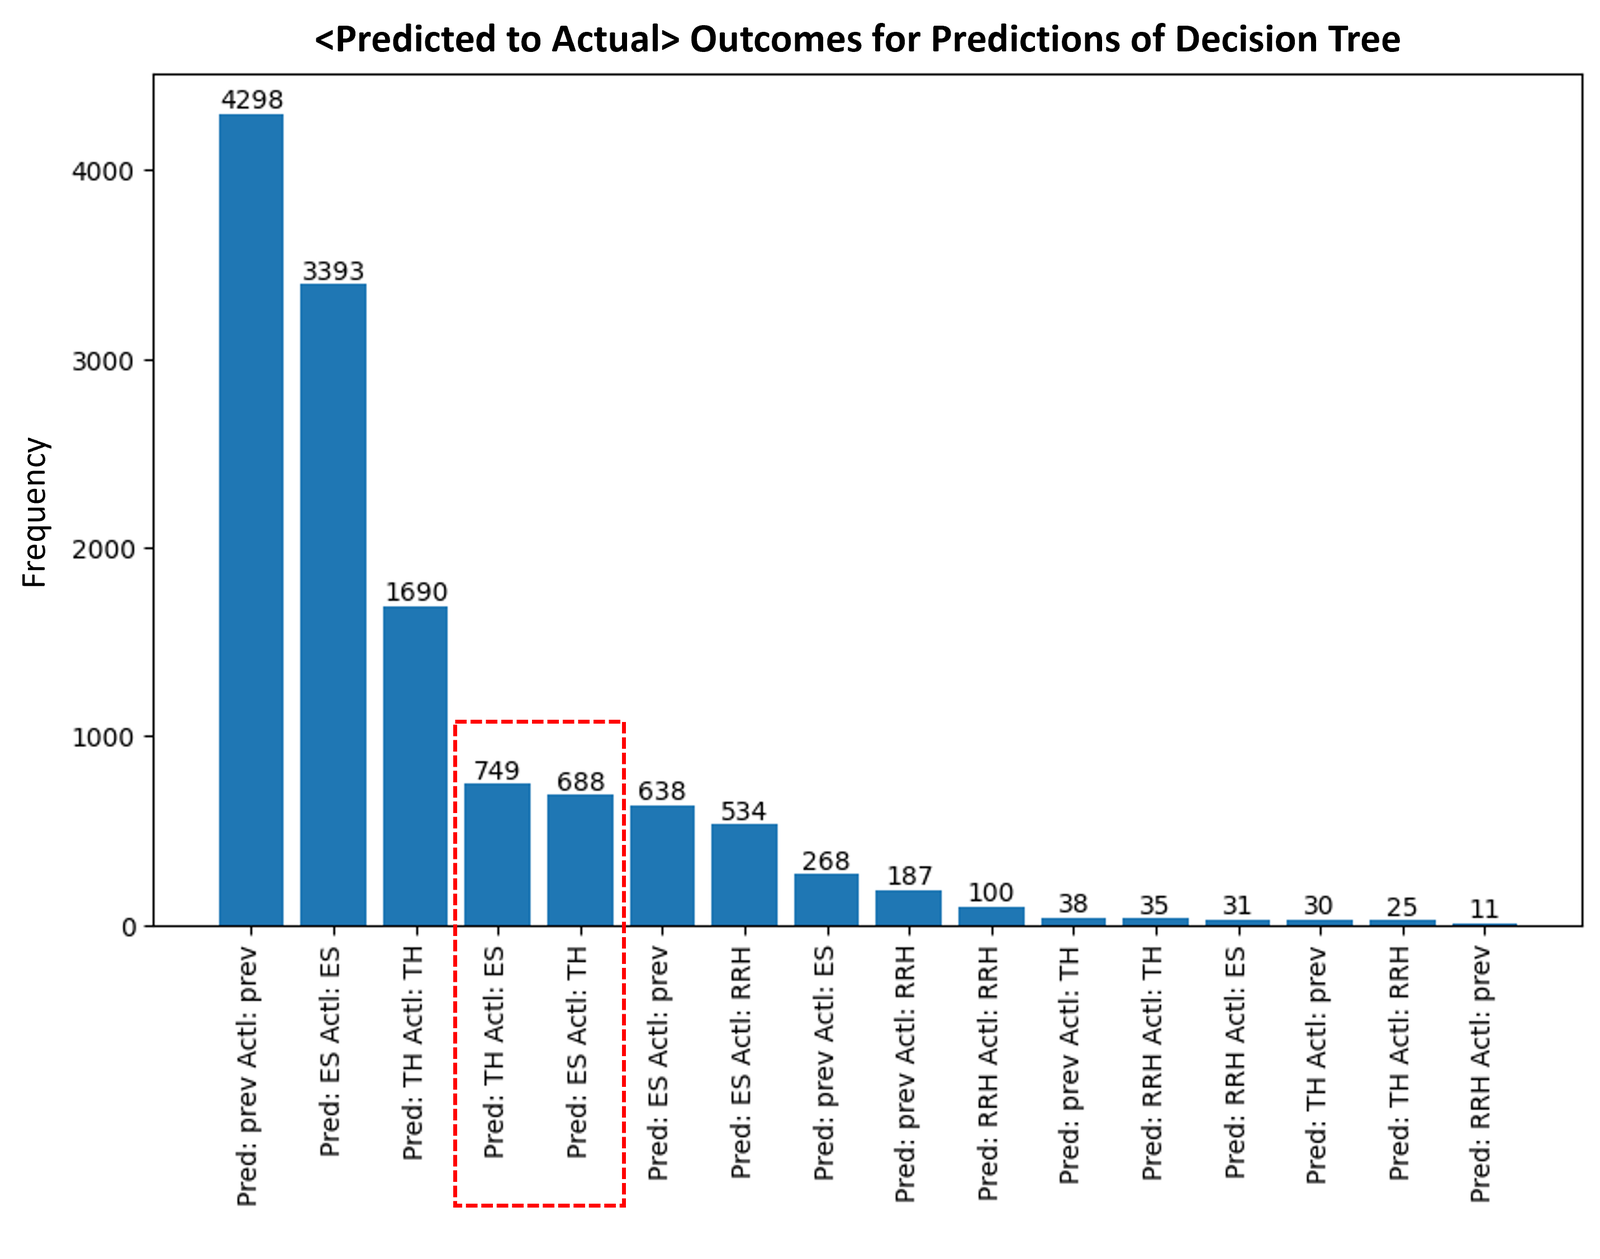 <Predicted to Actual> Outcomes for Predictions of Decision Tree
Frequency
4000
3000
2000
1000
0
4298
3393
1690
749
688
638
534
268
187
100
38
35
31
30
25
11
Pred: prev Actl: prev
Pred: ES Actl: ES
Pred: TH Actl: TH
Pred: TH Actl: ES
Pred: ES Actl: TH
Pred: ES Actl: prev
Pred: ES Actl: RRH
Pred: prev Actl: ES
Pred: prev Actl: RRH
Pred: RRH Actl: RRH
Pred: prev Actl: TH
Pred: RRH Actl: TH
Pred: RRH Actl: ES
Pred: TH Actl: prev
Pred: TH Actl: RRH
Pred: RRH Actl: prev